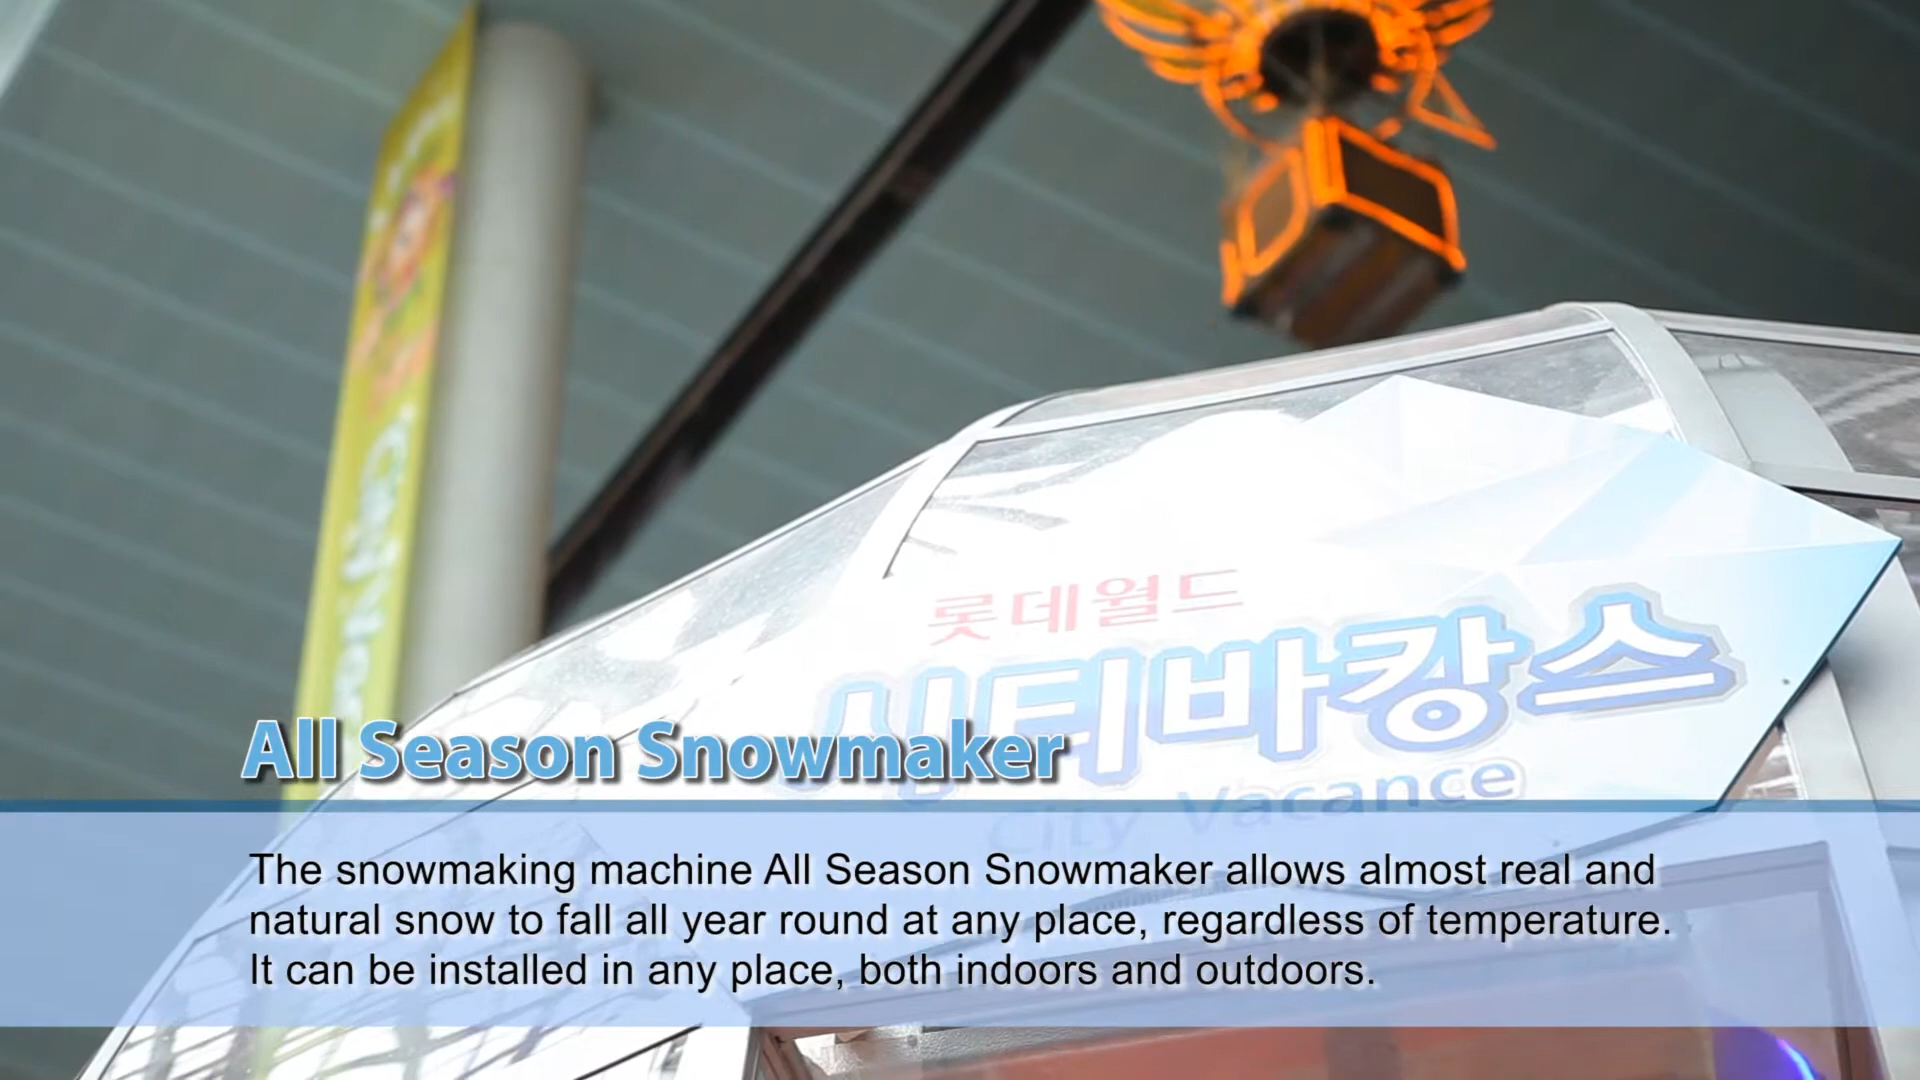 롯데월드
시티바캉스
City Vacance
All Season Snowmaker
The snowmaking machine All Season Snowmaker allows almost real and
natural snow to fall all year round at any place, regardless of temperature.
It can be installed in any place, both indoors and outdoors.